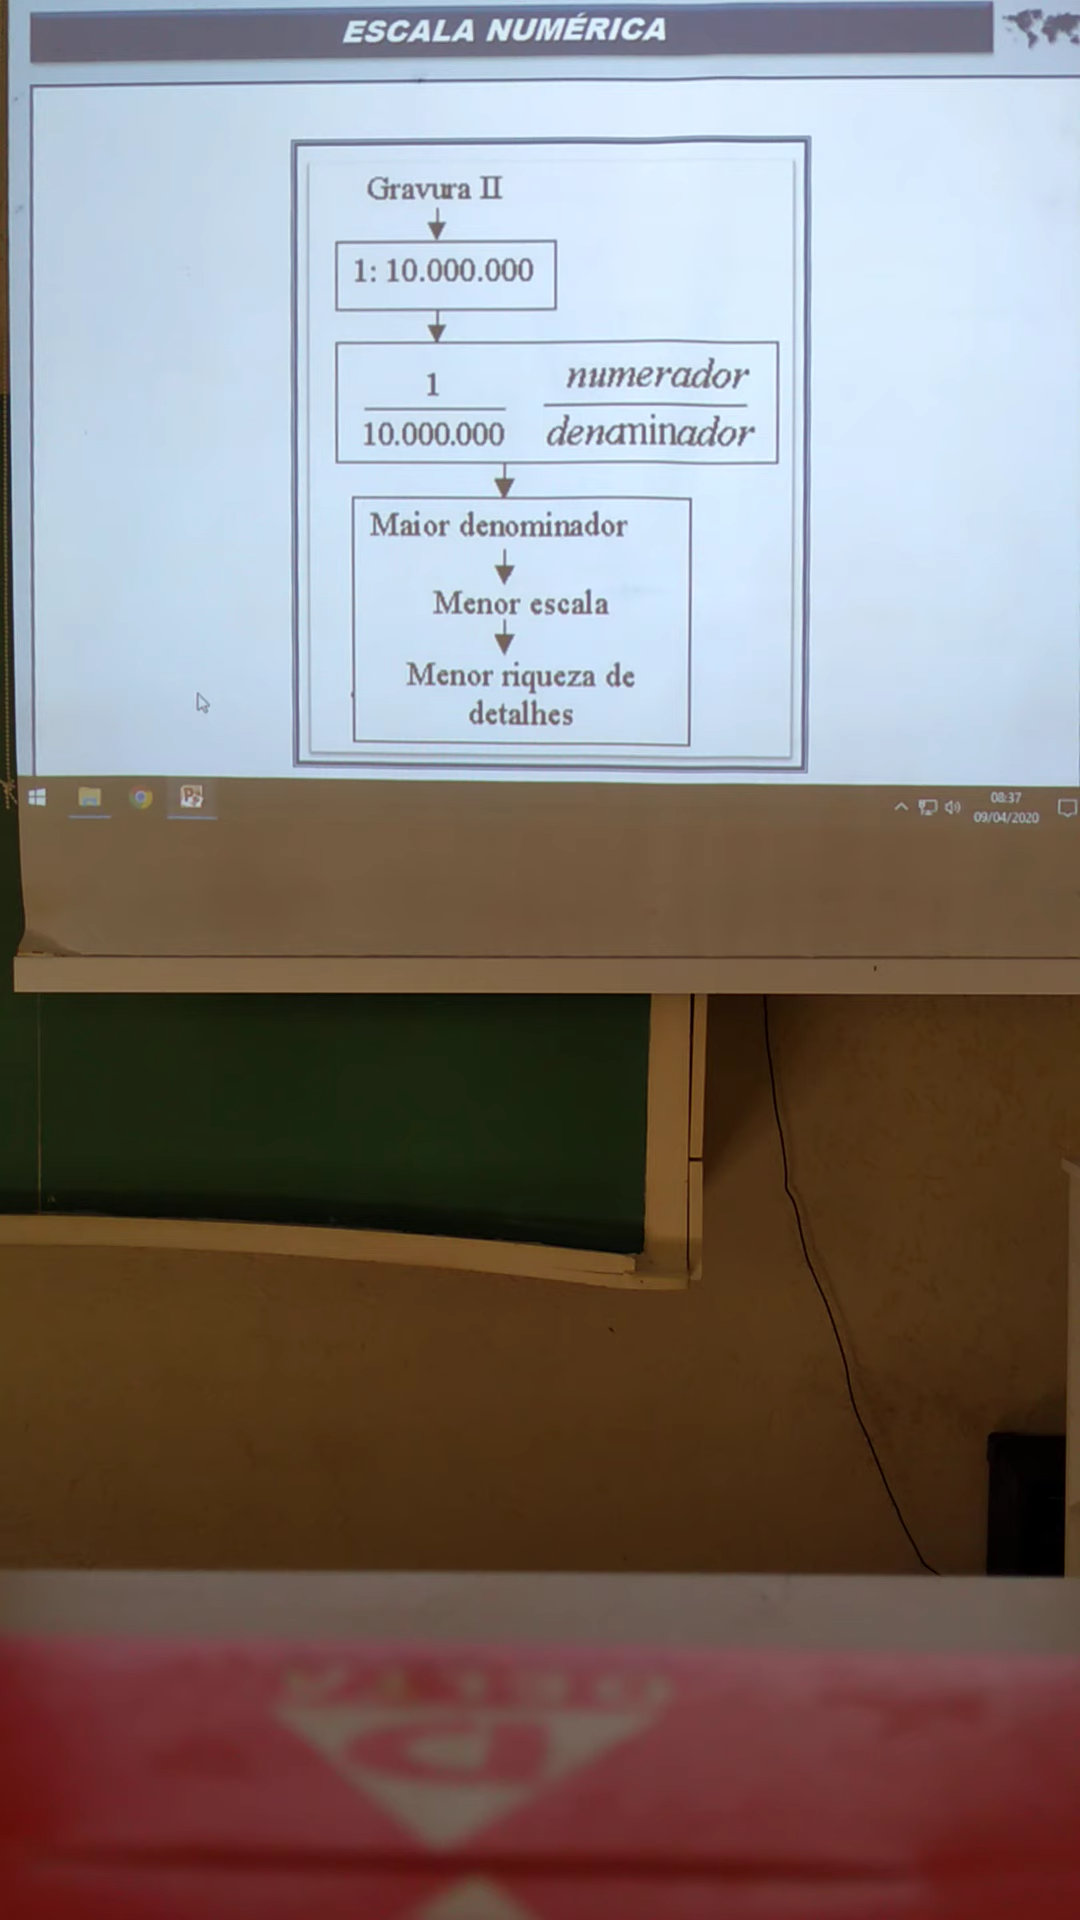 ESCALA NUMÉRICA
Gravura II
1: 10.000.000
1
10.000.000
numerador
denaminador
Maior denominador
Menor escala
Menor riqueza de
detalhes
08:37
09/04/2020